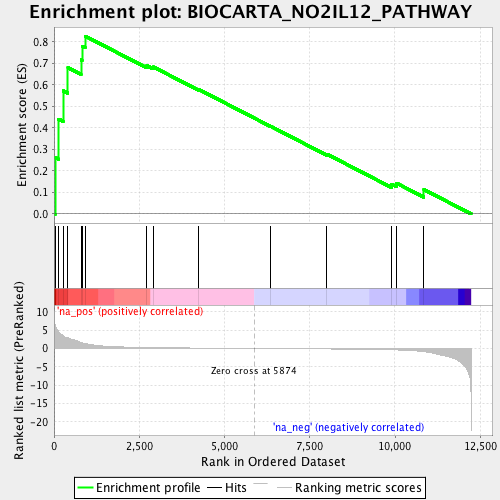 Enrichment plot: BIOCARTA_NO2IL12_PATHWAY
Enrichment score (ES)
0.8
0.7
0.6
0.5
0.4
0.3
0.2
0.1
0.0
'na_pos' (positively correlated)
Ranked list metric (PreRanked)
10
5
0
-5
-10
-15
-20
Zero cross at 5874
'na_neg' (negatively correlated)
0
2,500
5,000
7,500
10,000
12,500
Rank in Ordered Dataset
Enrichment profile
Hits
Ranking metric scores